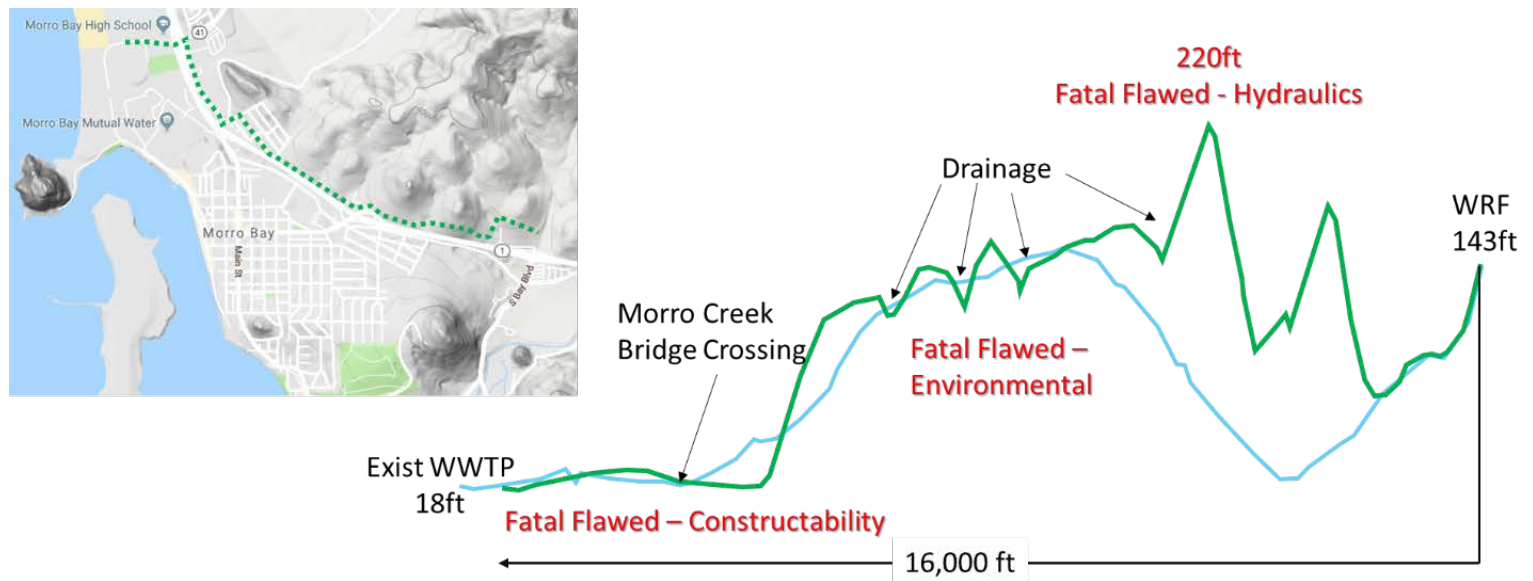 Morro Bay High School
41
Morro Bay Mutual Water
Morro Bay
Main St
1
S Bay Blvd
220ft
Fatal Flawed - Hydraulics
Drainage
WRF
143ft
Morro Creek
Bridge Crossing
Fatal Flawed –
Environmental
Exist WWTP
18ft
Fatal Flawed – Constructability
16,000 ft